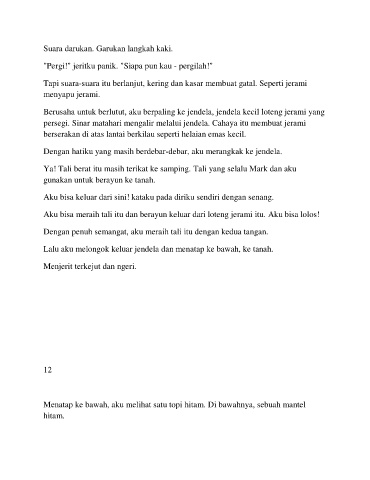 Suara darukan. Garukan langkah kaki.
"Pergi!" jeritku panik. "Siapa pun kau - pergilah!"
Tapi suara-suara itu berlanjut, kering dan kasar membuat gatal. Seperti jerami
menyapu jerami.
Berusaha untuk berlutut, aku berpaling ke jendela, jendela kecil loteng jerami yang
persegi. Sinar matahari mengalir melalui jendela. Cahaya itu membuat jerami
berserakan di atas lantai berkilau seperti helaian emas kecil.
Dengan hatiku yang masih berdebar-debar, aku merangkak ke jendela.
Ya! Tali berat itu masih terikat ke samping. Tali yang selalu Mark dan aku
gunakan untuk berayun ke tanah.
Aku bisa keluar dari sini! kataku pada diriku sendiri dengan senang.
Aku bisa meraih tali itu dan berayun keluar dari loteng jerami itu. Aku bisa lolos!
Dengan penuh semangat, aku meraih tali itu dengan kedua tangan.
Lalu aku melongok keluar jendela dan menatap ke bawah, ke tanah.
Menjerit terkejut dan ngeri.
12
Menatap ke bawah, aku melihat satu topi hitam. Di bawahnya, sebuah mantel
hitam.